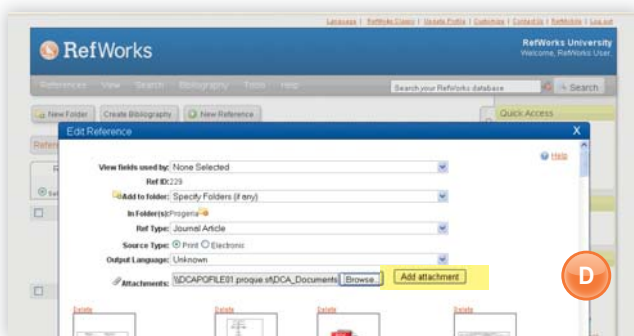 Language | RefWorks Classic | Update Profile | Customize | Contact Us | RefMobile | Log out
RefWorks
RefWorks University
Welcome, RefWorks User.
References View Search Bibliography Tools Help
Search your RefWorks database
Search
New Folder
Create Bibliography
New Reference
Quick Access
Edit Reference
X
Help
View fields used by: None Selected
Ref ID: 229
Add to folder: Specify Folders (if any)
In Folder(s): Progeria
Ref Type: Journal Article
Source Type: Print Electronic
Output Language: Unknown
Attachments: \\DCAPQFILE01.proque.st\DCA_Documents Browse... Add attachment
D
Delete Delete Delete Delete